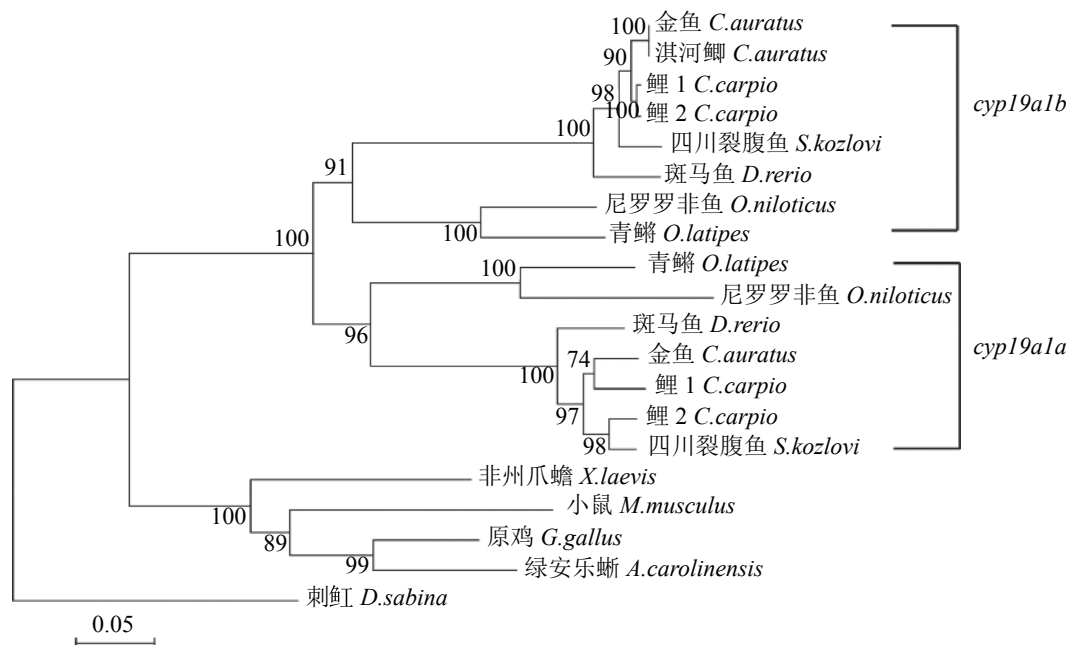 100
金鱼 C.auratus
淇河鲫 C.auratus
90
鲤 1 C.carpio
98
100
鲤 2 C.carpio
cyp19a1b
100
四川裂腹鱼 S.kozlovi
91
斑马鱼 D.rerio
尼罗罗非鱼 O.niloticus
100
青鳉 O.latipes
100
青鳉 O.latipes
100
尼罗罗非鱼 O.niloticus
96
斑马鱼 D.rerio
cyp19a1a
74
金鱼 C.auratus
100
鲤 1 C.carpio
97
鲤 2 C.carpio
98
四川裂腹鱼 S.kozlovi
非州爪蟾 X.laevis
100
小鼠 M.musculus
89
原鸡 G.gallus
99
绿安乐蜥 A.carolinensis
刺魟 D.sabina
0.05